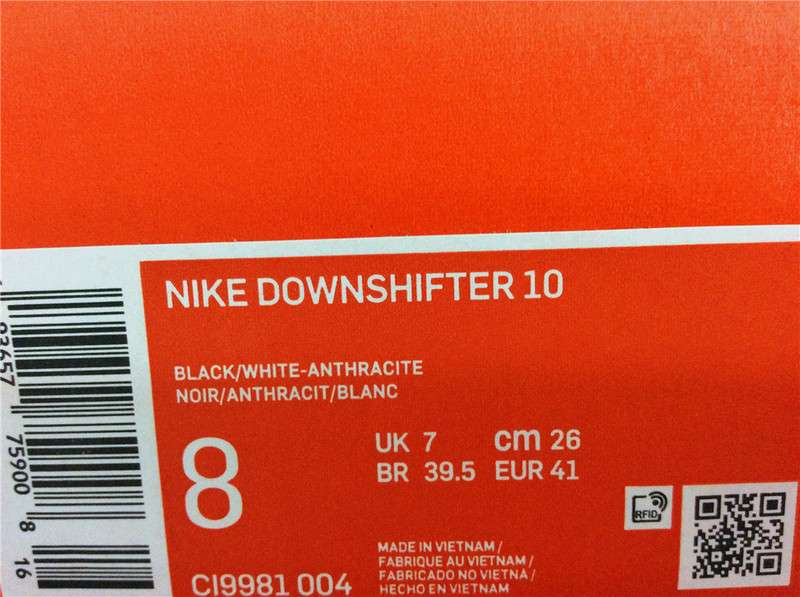 NIKE DOWNSHIFTER 10
BLACK/WHITE-ANTHRACITE
NOIR/ANTHRACIT/BLANC
8
UK 7 cm 26
BR 39.5 EUR 41
RFID
CI9981 004
MADE IN VIETNAM /
FABRIQUE AU VIETNAM /
FABRICADO NO VIETNÃ /
HECHO EN VIETNAM
75900 8 16